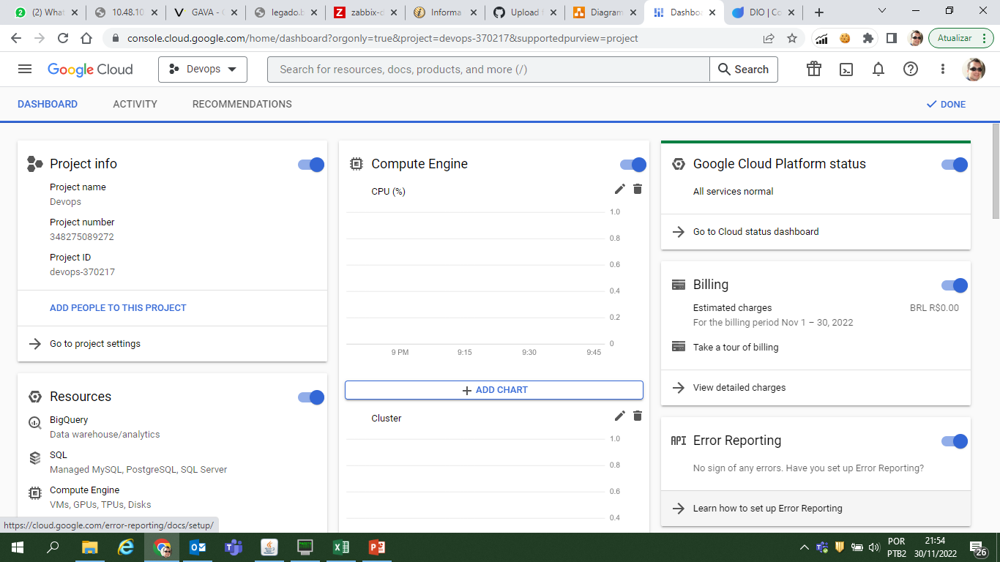 (2) What
10.48.10
GAVA - C
legado.b
zabbix-d
Informa
Upload f
Diagram
Dashboa
DIO | Co
console.cloud.google.com/home/dashboard?orgonly=true&project=devops-370217&supportedpurview=project
Atualizar
Google Cloud
Devops
Search for resources, docs, products, and more (/)
Search
DASHBOARD
ACTIVITY
RECOMMENDATIONS
DONE
Project info
Project name
Devops
Project number
348275089272
Project ID
devops-370217
ADD PEOPLE TO THIS PROJECT
Go to project settings
Resources
BigQuery
Data warehouse/analytics
SQL
Managed MySQL, PostgreSQL, SQL Server
Compute Engine
VMs, GPUs, TPUs, Disks
https://cloud.google.com/error-reporting/docs/setup/
Compute Engine
CPU (%)
1.0
0.8
0.6
0.4
0.2
0
9 PM 9:15 9:30 9:45
ADD CHART
Cluster
1.0
0.8
0.6
0.4
Google Cloud Platform status
All services normal
Go to Cloud status dashboard
Billing
Estimated charges BRL R$0.00
For the billing period Nov 1 – 30, 2022
Take a tour of billing
View detailed charges
API Error Reporting
No sign of any errors. Have you set up Error Reporting?
Learn how to set up Error Reporting
POR
PTB2
21:54
30/11/2022
26